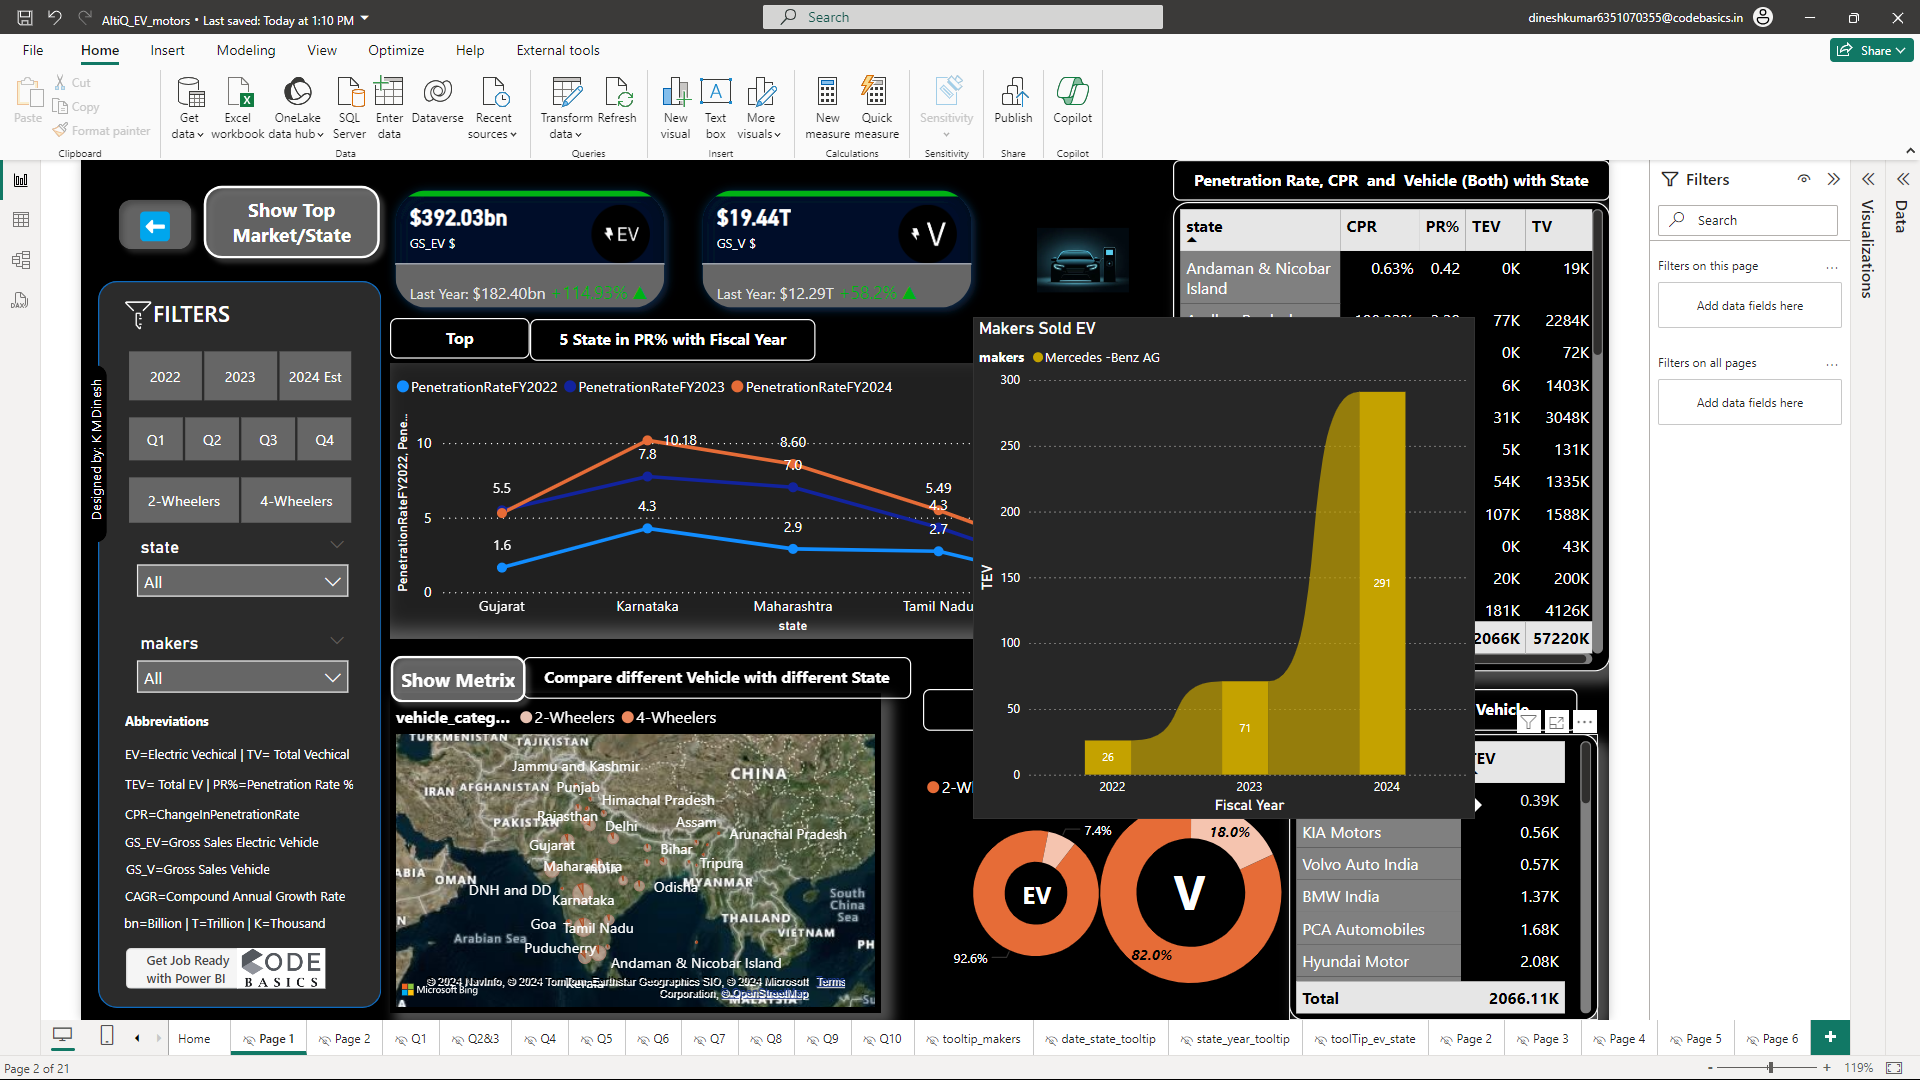 AltiQ_EV_motors • Last saved: Today at 1:10 PM
Search
dineshkumar6351070355@codebasics.in
File Home Insert Modeling View Optimize Help External tools
Share
Paste
Cut
Copy
Format painter
Clipboard
Get data
Excel workbook
OneLake data hub
SQL Server
Enter data
Dataverse
Recent sources
Data
Transform data
Refresh
Queries
New visual
Text box
More visuals
Insert
New measure
Quick measure
Calculations
Sensitivity
Sensitivity
Publish
Share
Copilot
Copilot
Show Top
Market/State
$392.03bn
GS_EV $
EV
Last Year: $182.40bn +114.93%
$19.44T
GS_V $
V
Last Year: $12.29T +58.2%
Designed by: K M Dinesh
FILTERS
2022 2023 2024 Est
Q1 Q2 Q3 Q4
2-Wheelers 4-Wheelers
state
All
makers
All
Abbreviations
EV=Electric Vechical | TV= Total Vechical
TEV= Total EV | PR%=Penetration Rate %
CPR=ChangeInPenetrationRate
GS_EV=Gross Sales Electric Vehicle
GS_V=Gross Sales Vehicle
CAGR=Compound Annual Growth Rate
bn=Billion | T=Trillion | K=Thousand
Get Job Ready
with Power BI
CODE
BASICS
Top
5 State in PR% with Fiscal Year
PenetrationRateFY2022 PenetrationRateFY2023 PenetrationRateFY2024
PenetrationRateFY2022, Pene...
10
5
0
5.5
1.6
10.18
7.8
4.3
8.60
7.0
2.9
5.49
4.3
2.7
Gujarat Karnataka Maharashtra Tamil Nadu
state
Show Metrix
Compare different Vehicle with different State
vehicle_categ... 2-Wheelers 4-Wheelers
TURKMENISTAN
TAJIKISTAN
Jammu and Kashmir
CHINA
IRAN
AFGHANISTAN
Punjab
Himachal Pradesh
PAKISTAN
Rajasthan
Delhi
Assam
Arunachal Pradesh
Gujarat
Bihar
Maharashtra
Tripura
OMAN
DNH and DD
Odisha
MYANMAR
Karnataka
South
China
Sea
Goa
Tamil Nadu
THAILAND
VIETNAM
Arabian Sea
Puducherry
Andaman & Nicobar Island
Kerala
Microsoft Bing
© 2024 NavInfo, © 2024 TomTom, Earthstar Geographics SIO, © 2024 Microsoft
Corporation, © OpenStreetMap
Terms
Makers Sold EV
makers Mercedes -Benz AG
TEV
300
250
200
150
100
50
0
26
71
291
2022 2023 2024
Fiscal Year
7.4%
92.6%
EV
18.0%
82.0%
V
Penetration Rate, CPR and Vehicle (Both) with State
state CPR PR% TEV TV
Andaman & Nicobar Island 0.63% 0.42 0K 19K
77K 2284K
0K 72K
6K 1403K
31K 3048K
5K 131K
54K 1335K
107K 1588K
0K 43K
20K 200K
181K 4126K
2066K 57220K
Vehicle
0.39K
KIA Motors 0.56K
Volvo Auto India 0.57K
BMW India 1.37K
PCA Automobiles 1.68K
Hyundai Motor 2.08K
Total 2066.11K
Filters
Search
Filters on this page
Add data fields here
Filters on all pages
Add data fields here
Visualizations
Data
Home Page 1 Page 2 Q1 Q2&3 Q4 Q5 Q6 Q7 Q8 Q9 Q10 tooltip_makers date_state_tooltip state_year_tooltip toolTip_ev_state Page 2 Page 3 Page 4 Page 5 Page 6
Page 2 of 21
119%